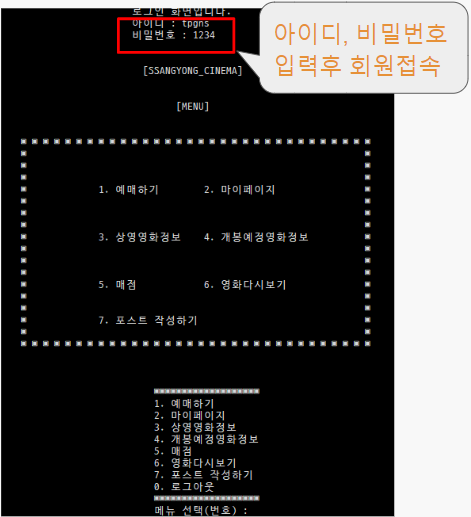 로그인 화면입니다.
아이디 : tpgns
비밀번호 : 1234
아이디, 비밀번호
입력후 회원접속
[SSANGYONG_CINEMA]
[MENU]
1. 예매하기 2. 마이페이지
3. 상영영화정보 4. 개봉예정영화정보
5. 매점 6. 영화다시보기
7. 포스트 작성하기
1. 예매하기
2. 마이페이지
3. 상영영화정보
4. 개봉예정영화정보
5. 매점
6. 영화다시보기
7. 포스트 작성하기
0. 로그아웃
메뉴 선택(번호) :